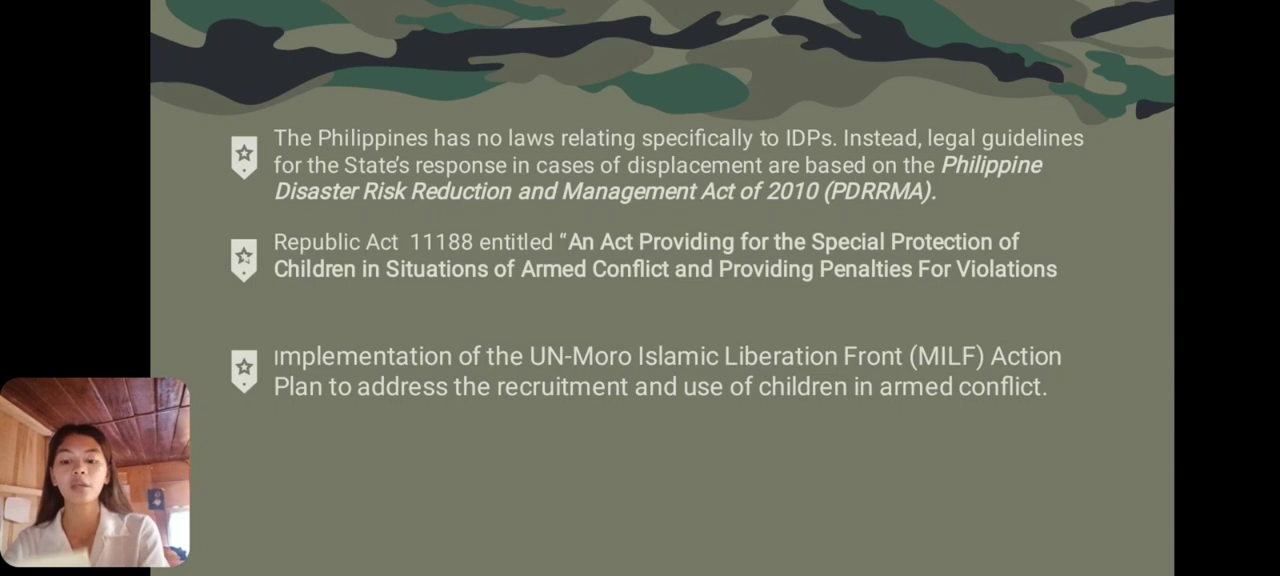 The Philippines has no laws relating specifically to IDPs. Instead, legal guidelines
for the State's response in cases of displacement are based on the Philippine
Disaster Risk Reduction and Management Act of 2010 (PDRRMA).
Republic Act 11188 entitled “An Act Providing for the Special Protection of
Children in Situations of Armed Conflict and Providing Penalties For Violations
Implementation of the UN-Moro Islamic Liberation Front (MILF) Action
Plan to address the recruitment and use of children in armed conflict.